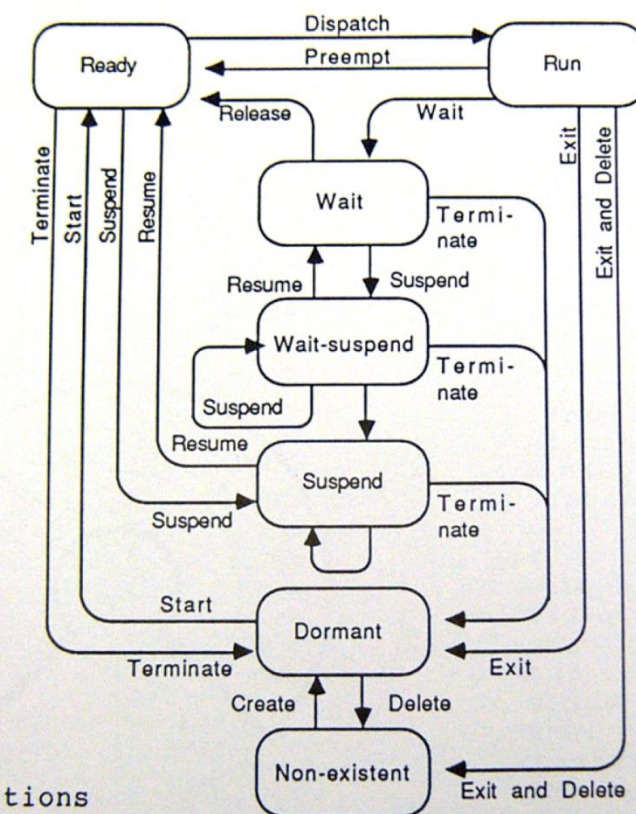 Dispatch
Ready
Preempt
Run
Release
Wait
Terminate
Start
Suspend
Resume
Exit
Exit and Delete
Wait
Termi-
nate
Resume
Suspend
Wait-suspend
Termi-
nate
Suspend
Resume
Suspend
Termi-
nate
Suspend
Start
Dormant
Terminate
Exit
Create
Delete
Non-existent
Exit and Delete
tions